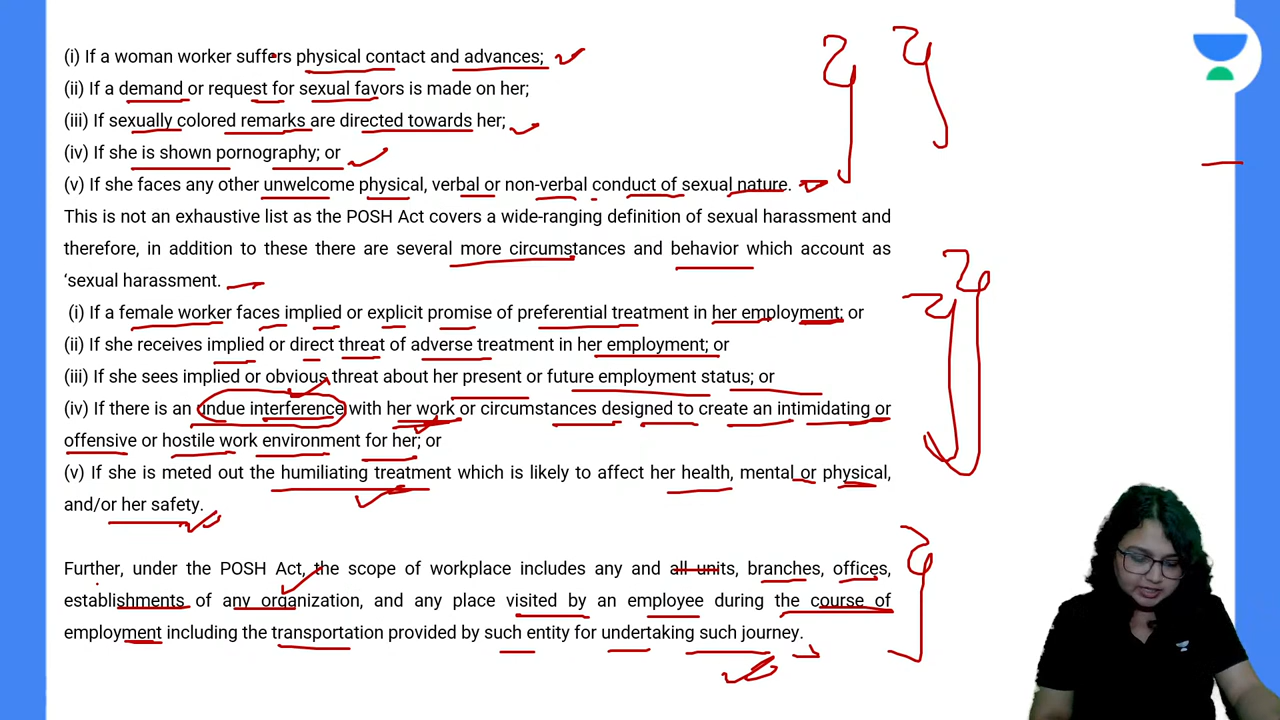 (i) If a woman worker suffers physical contact and advances;
(ii) If a demand or request for sexual favors is made on her;
(iii) If sexually colored remarks are directed towards her;
(iv) If she is shown pornography; or
(v) If she faces any other unwelcome physical, verbal or non-verbal conduct of sexual nature.
This is not an exhaustive list as the POSH Act covers a wide-ranging definition of sexual harassment and
therefore, in addition to these there are several more circumstances and behavior which account as
‘sexual harassment.
(i) If a female worker faces implied or explicit promise of preferential treatment in her employment; or
(ii) If she receives implied or direct threat of adverse treatment in her employment; or
(iii) If she sees implied or obvious threat about her present or future employment status; or
(iv) If there is an undue interference with her work or circumstances designed to create an intimidating or
offensive or hostile work environment for her; or
(v) If she is meted out the humiliating treatment which is likely to affect her health, mental or physical,
and/or her safety.
Further, under the POSH Act, the scope of workplace includes any and all units, branches, offices,
establishments of any organization, and any place visited by an employee during the course of
employment including the transportation provided by such entity for undertaking such journey.